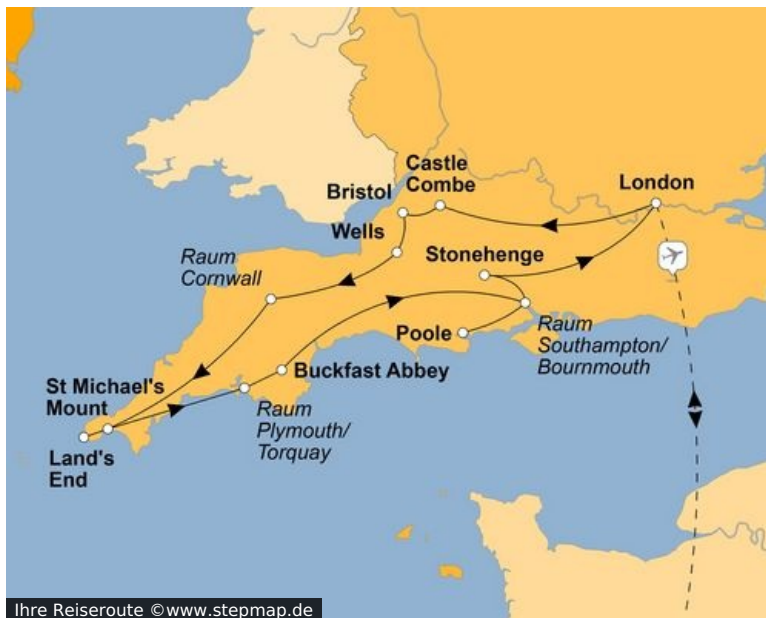 Castle
Combe
London
Bristol
Wells
Stonehenge
Raum
Cornwall
Poole
Raum
Southampton/
Bournmouth
Buckfast Abbey
St Michael's
Mount
Raum
Plymouth/
Torquay
Land's
End
Ihre Reiseroute ©www.stepmap.de